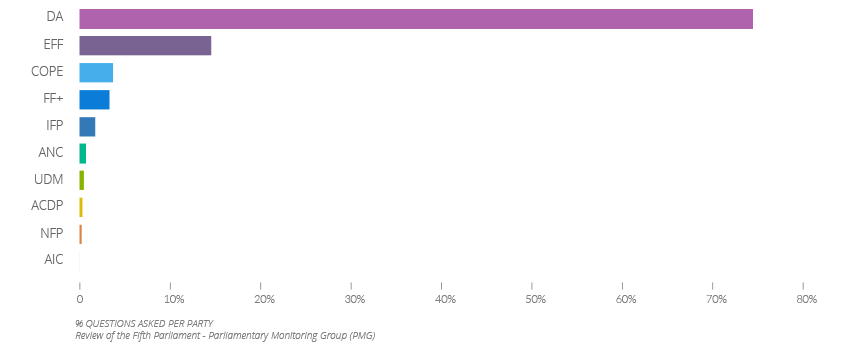 DA
EFF
COPE
FF+
IFP
ANC
UDM
ACDP
NFP
AIC
0 10% 20% 30% 40% 50% 60% 70% 80%
% QUESTIONS ASKED PER PARTY
Review of the Fifth Parliament - Parliamentary Monitoring Group (PMG)